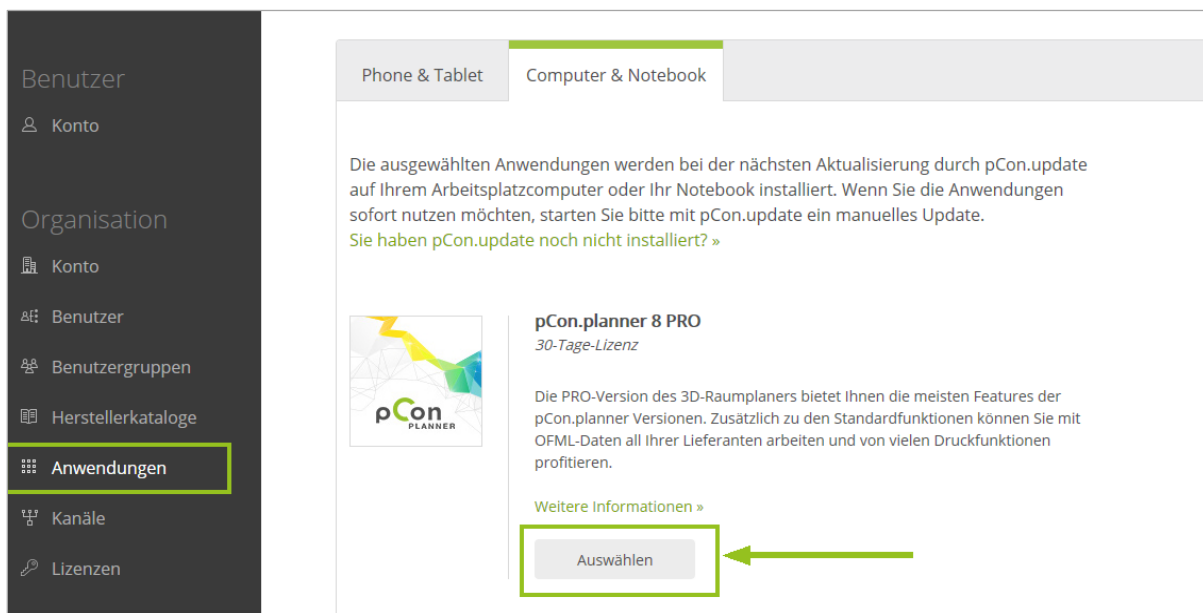 Benutzer
Konto
Organisation
Konto
Benutzer
Benutzergruppen
Herstellerkataloge
Anwendungen
Kanäle
Lizenzen
Phone & Tablet
Computer & Notebook
Die ausgewählten Anwendungen werden bei der nächsten Aktualisierung durch pCon.update
auf Ihrem Arbeitsplatzcomputer oder Ihr Notebook installiert. Wenn Sie die Anwendungen
sofort nutzen möchten, starten Sie bitte mit pCon.update ein manuelles Update.
Sie haben pCon.update noch nicht installiert? »
pCon
PLANNER
pCon.planner 8 PRO
30-Tage-Lizenz
Die PRO-Version des 3D-Raumplaners bietet Ihnen die meisten Features der
pCon.planner Versionen. Zusätzlich zu den Standardfunktionen können Sie mit
OFML-Daten all Ihrer Lieferanten arbeiten und von vielen Druckfunktionen
profitieren.
Weitere Informationen »
Auswählen